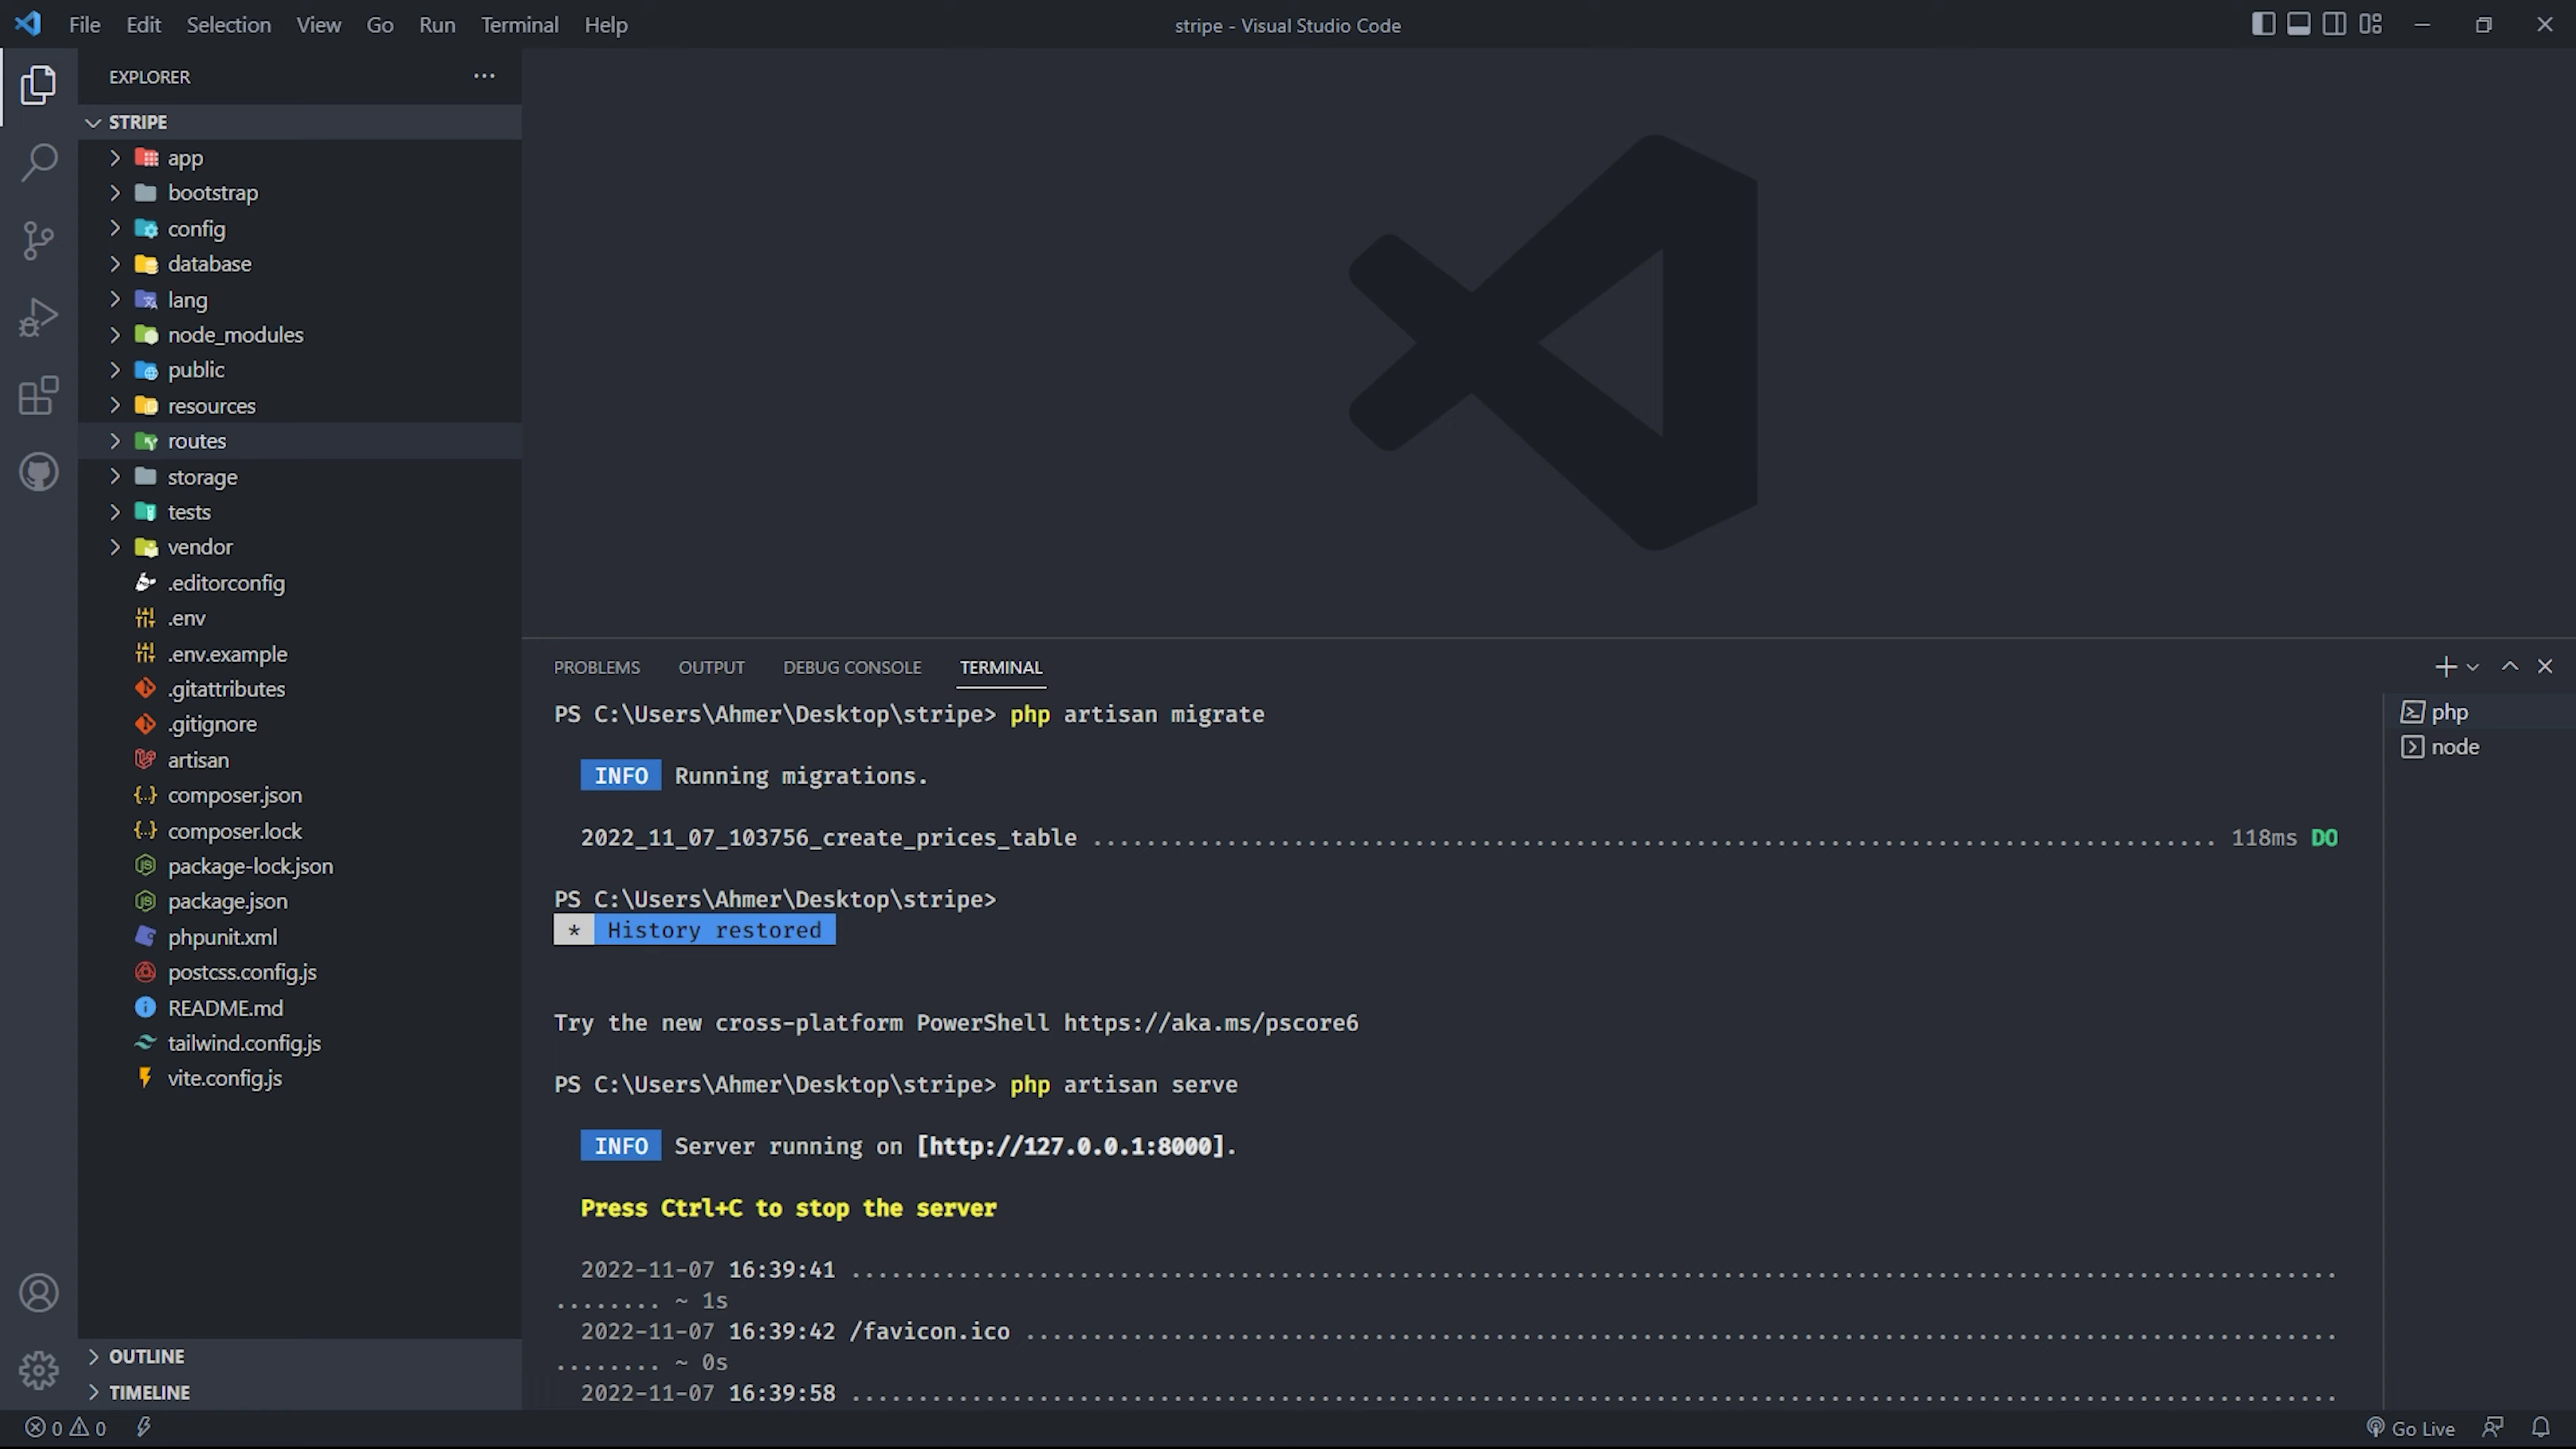 File Edit Selection View Go Run Terminal Help
stripe - Visual Studio Code
EXPLORER
STRIPE
app
bootstrap
config
database
lang
node_modules
public
resources
routes
storage
tests
vendor
.editorconfig
.env
.env.example
.gitattributes
.gitignore
artisan
composer.json
composer.lock
package-lock.json
package.json
phpunit.xml
postcss.config.js
README.md
tailwind.config.js
vite.config.js
OUTLINE
TIMELINE
PROBLEMS OUTPUT DEBUG CONSOLE TERMINAL
PS C:\Users\Ahmer\Desktop\stripe> php artisan migrate
INFO Running migrations.
2022_11_07_103756_create_prices_table .................................................................................... 118ms DO
PS C:\Users\Ahmer\Desktop\stripe>
* History restored
Try the new cross-platform PowerShell https://aka.ms/pscore6
PS C:\Users\Ahmer\Desktop\stripe> php artisan serve
INFO Server running on [http://127.0.0.1:8000].
Press Ctrl+C to stop the server
2022-11-07 16:39:41 ...............................................................................................................
........ ~ 1s
2022-11-07 16:39:42 /favicon.ico ..................................................................................................
........ ~ 0s
2022-11-07 16:39:58 ...............................................................................................................
php
node
0 0
Go Live